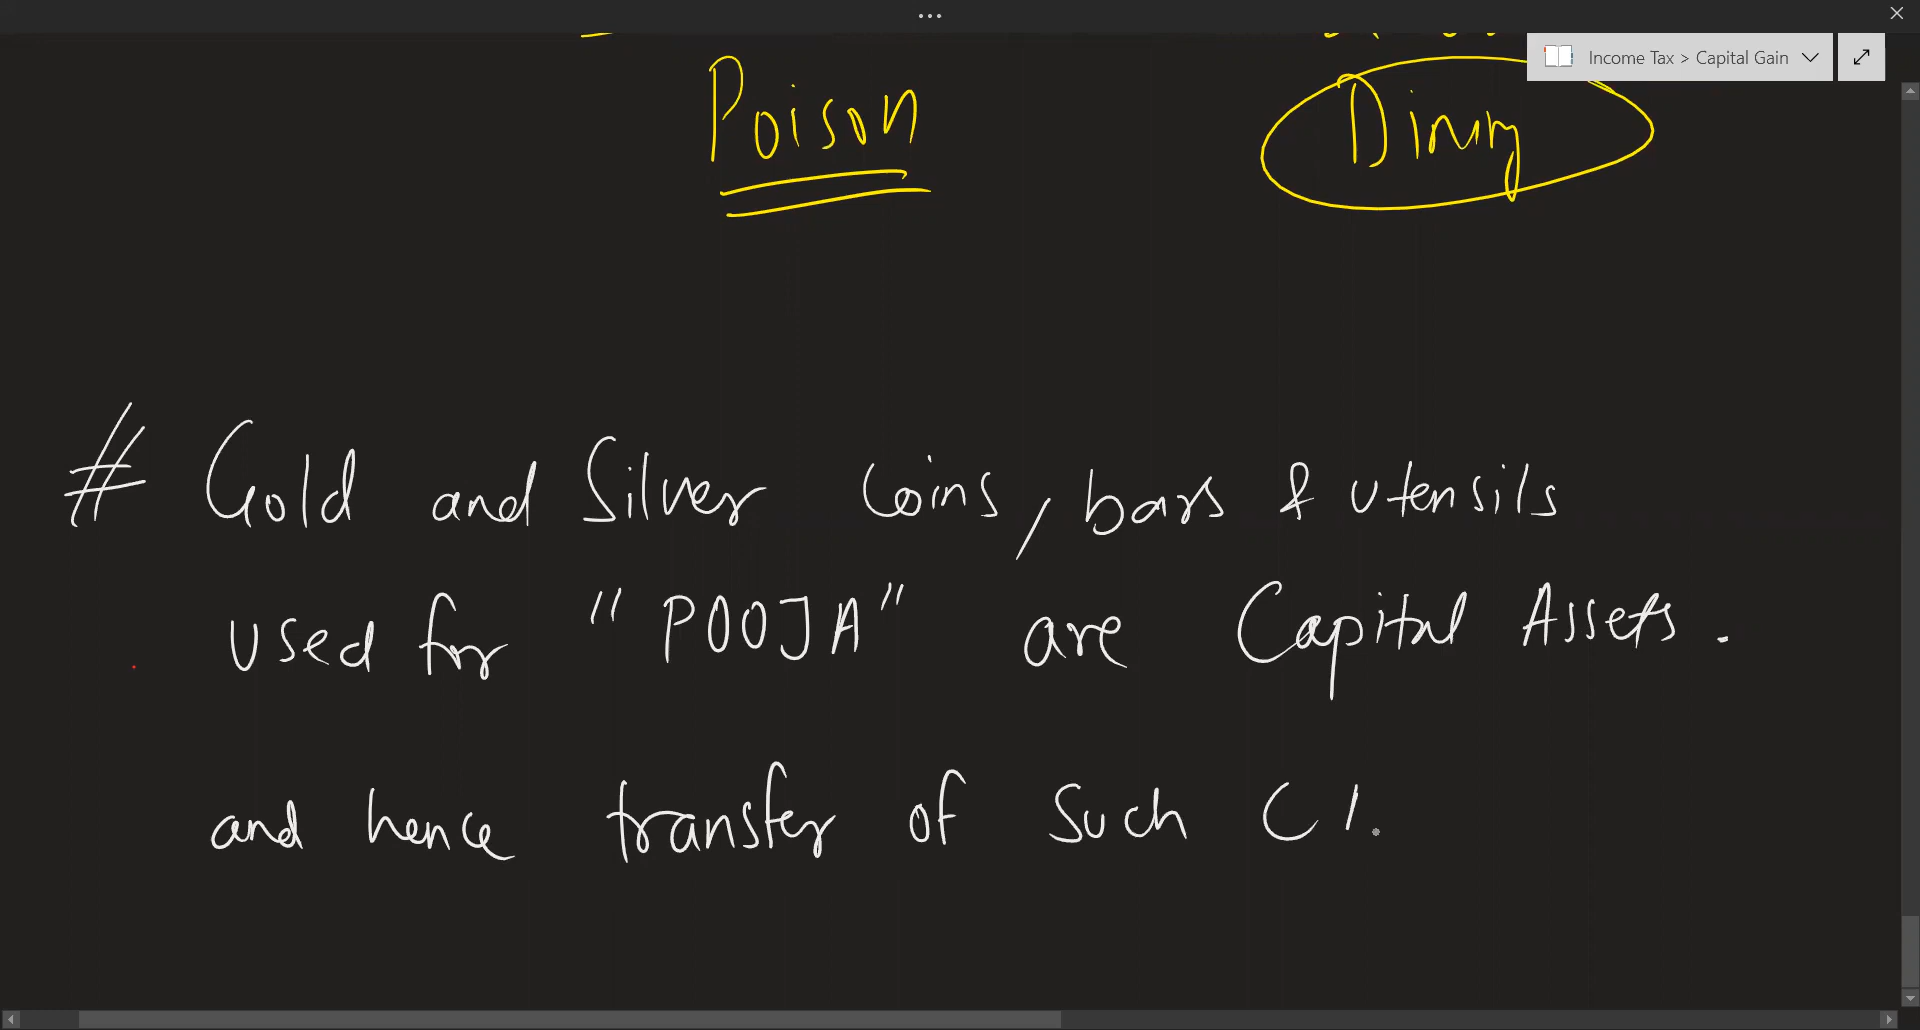 Income Tax > Capital Gain
Poison
Dining
# Gold and Silver Coins, bars & utensils
used for "POOJA" are Capital Assets.
and hence transfer of such C